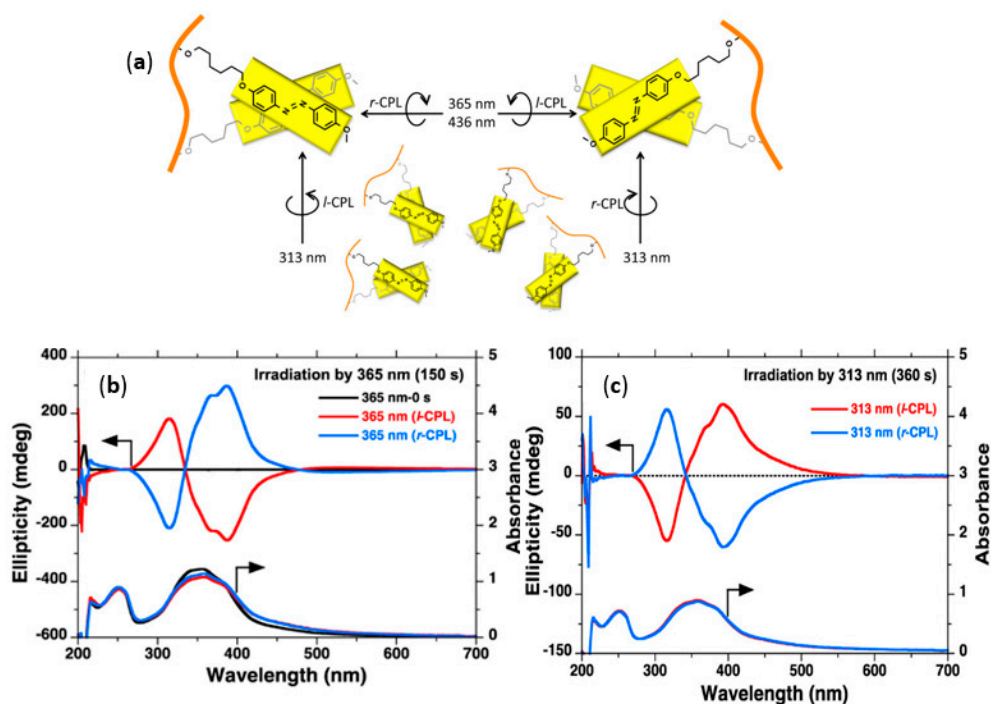 (a)
O
O
O
O
N=N
O
O
r-CPL
365 nm
l-CPL
436 nm
O
N=N
O
O
O
l-CPL
r-CPL
313 nm
313 nm
(b)
Irradiation by 365 nm (150 s)
365 nm-0 s
365 nm (l-CPL)
365 nm (r-CPL)
400
200
0
-200
-400
-600
Ellipticity (mdeg)
5
4
3
2
1
0
Absorbance
200 300 400 500 600 700
Wavelength (nm)
(c)
Irradiation by 313 nm (360 s)
313 nm (l-CPL)
313 nm (r-CPL)
100
50
0
-50
-100
-150
Ellipticity (mdeg)
5
4
3
2
1
0
Absorbance
200 300 400 500 600 700
Wavelength (nm)